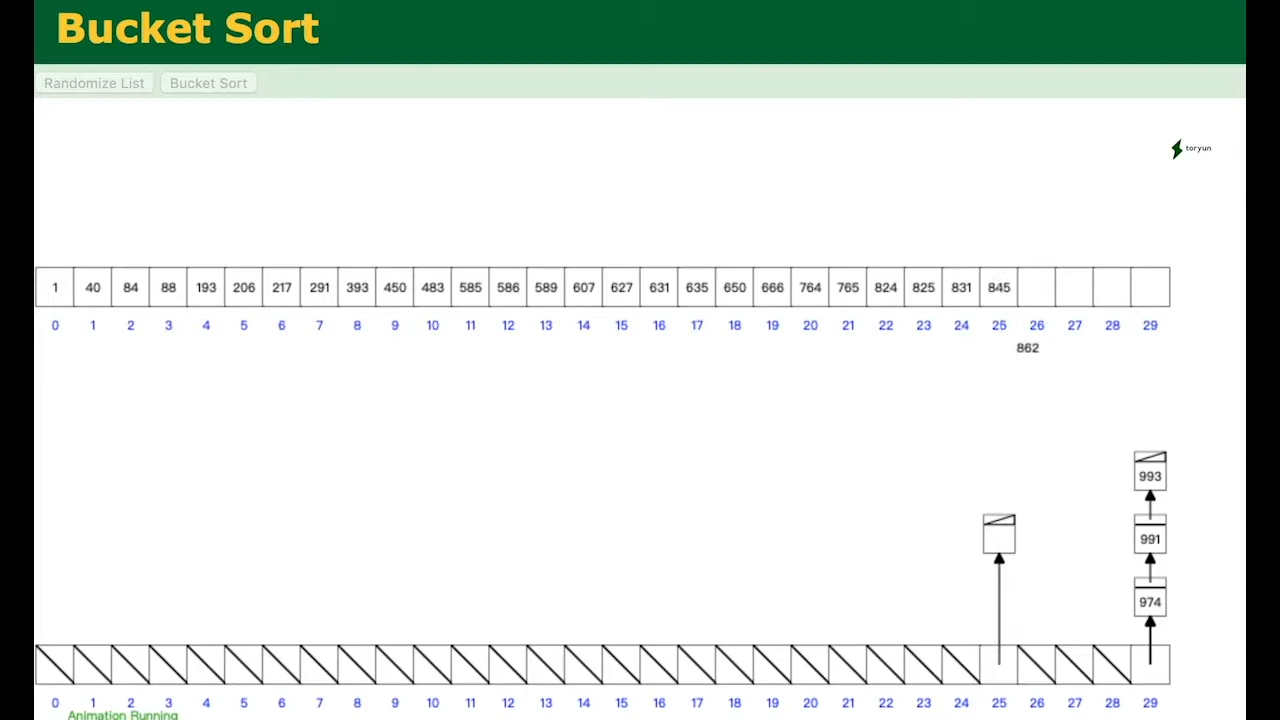 Bucket Sort
Randomize List Bucket Sort
toryun
1 40 84 88 193 206 217 291 393 450 483 585 586 589 607 627 631 635 650 666 764 765 824 825 831 845
0 1 2 3 4 5 6 7 8 9 10 11 12 13 14 15 16 17 18 19 20 21 22 23 24 25 26 27 28 29
862
993
991
974
0 1 2 3 4 5 6 7 8 9 10 11 12 13 14 15 16 17 18 19 20 21 22 23 24 25 26 27 28 29
Animation Running